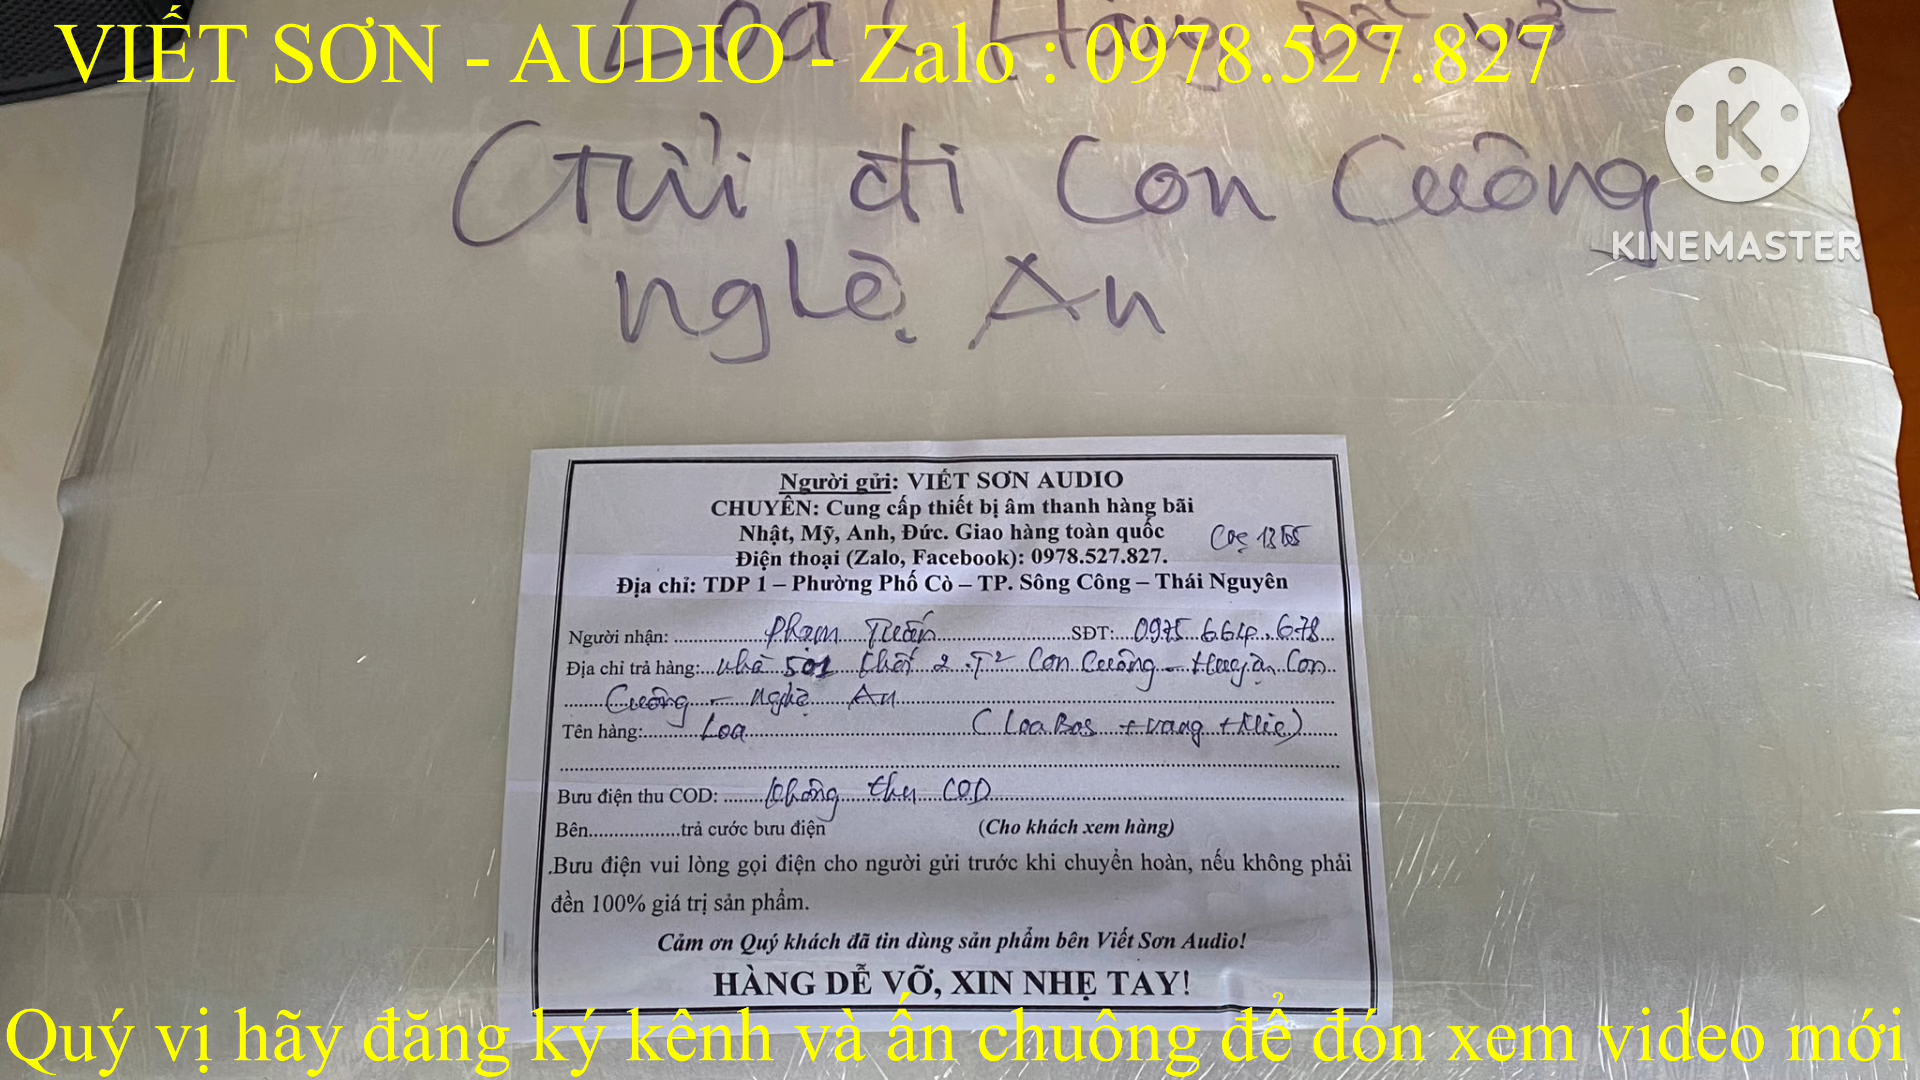 VIẾT SƠN - AUDIO - Zalo : 0978.527.827
Loa Hàng Dễ vỡ
KINEMASTER
Gửi đi Con Cuông
nghệ An
Người gửi: VIẾT SƠN AUDIO
CHUYÊN: Cung cấp thiết bị âm thanh hàng bãi
Nhật, Mỹ, Anh, Đức. Giao hàng toàn quốc
Điện thoại (Zalo, Facebook): 0978.527.827.
Địa chỉ: TDP 1 – Phường Phố Cò – TP. Sông Công – Thái Nguyên
Người nhận: Phạm Tuấn SĐT: 0975.664.678
Địa chỉ trả hàng: nhà 501 khối 2 .T² Con Cuông – Huyện Con
Cuông – nghệ An
Tên hàng: Loa (Loa Bas + vang + Míc)
Bưu điện thu COD: không thu COD
Bên..................trả cước bưu điện (Cho khách xem hàng)
.Bưu điện vui lòng gọi điện cho người gửi trước khi chuyển hoàn, nếu không phải
đền 100% giá trị sản phẩm.
Cảm ơn Quý khách đã tin dùng sản phẩm bên Viết Sơn Audio!
HÀNG DỄ VỠ, XIN NHẸ TAY!
Quý vị hãy đăng ký kênh và ấn chuông để đón xem video mới